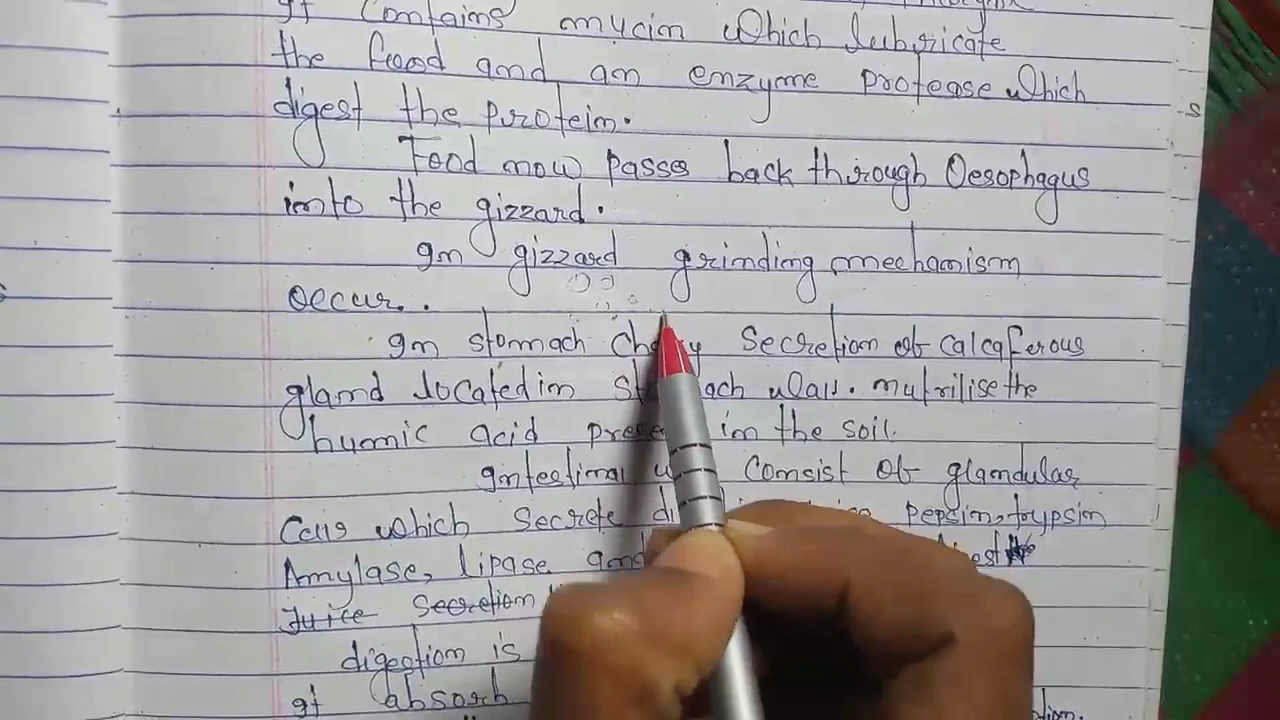 It contains mucin which lubricate
the food and an enzyme protease which
digest the protein.
Food now passes back through Oesophagus
into the gizzard.
In gizzard grinding mechanism
occur..
In stomach secretion of calcaferous
gland located in wall. nutrilise the
humic acid in the soil.
Intestinal consist of glandular
Cells which secrete pepsin, trypsin
Amylase, lipase and
Juice secretion
digestion is
It absorb
s